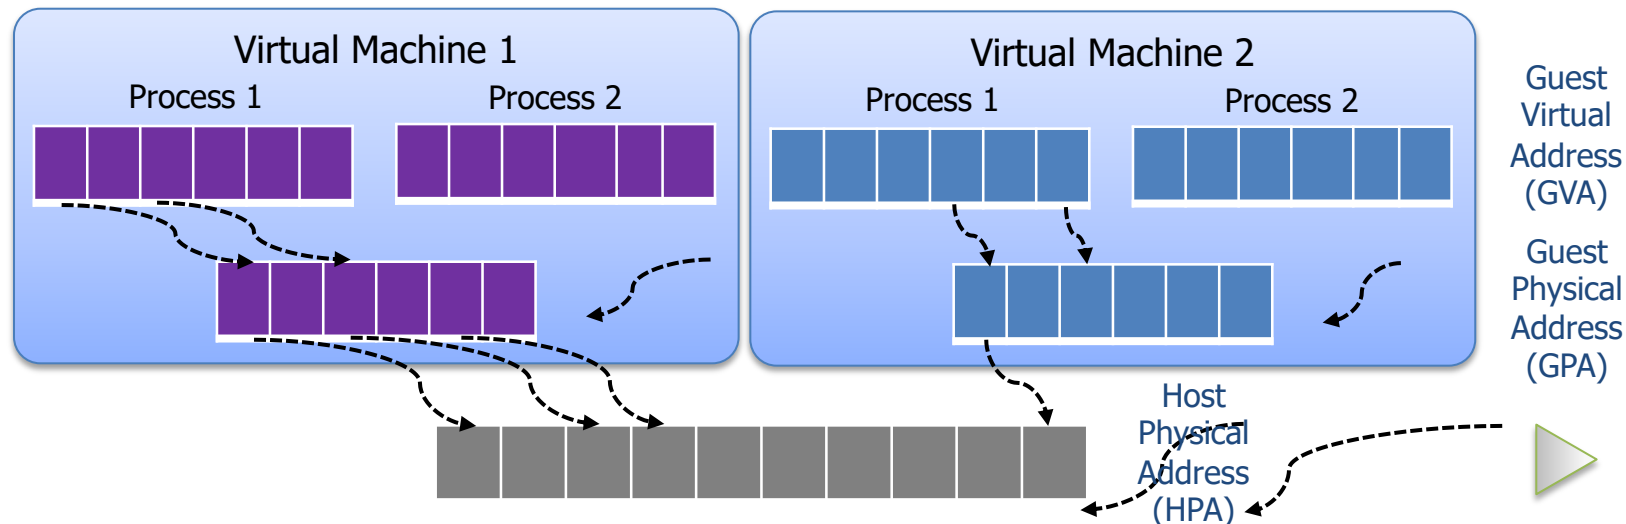 Virtual Machine 1
Process 1
Process 2
Virtual Machine 2
Process 1
Process 2
Guest
Virtual
Address
(GVA)
Guest
Physical
Address
(GPA)
Host
Physical
Address
(HPA)